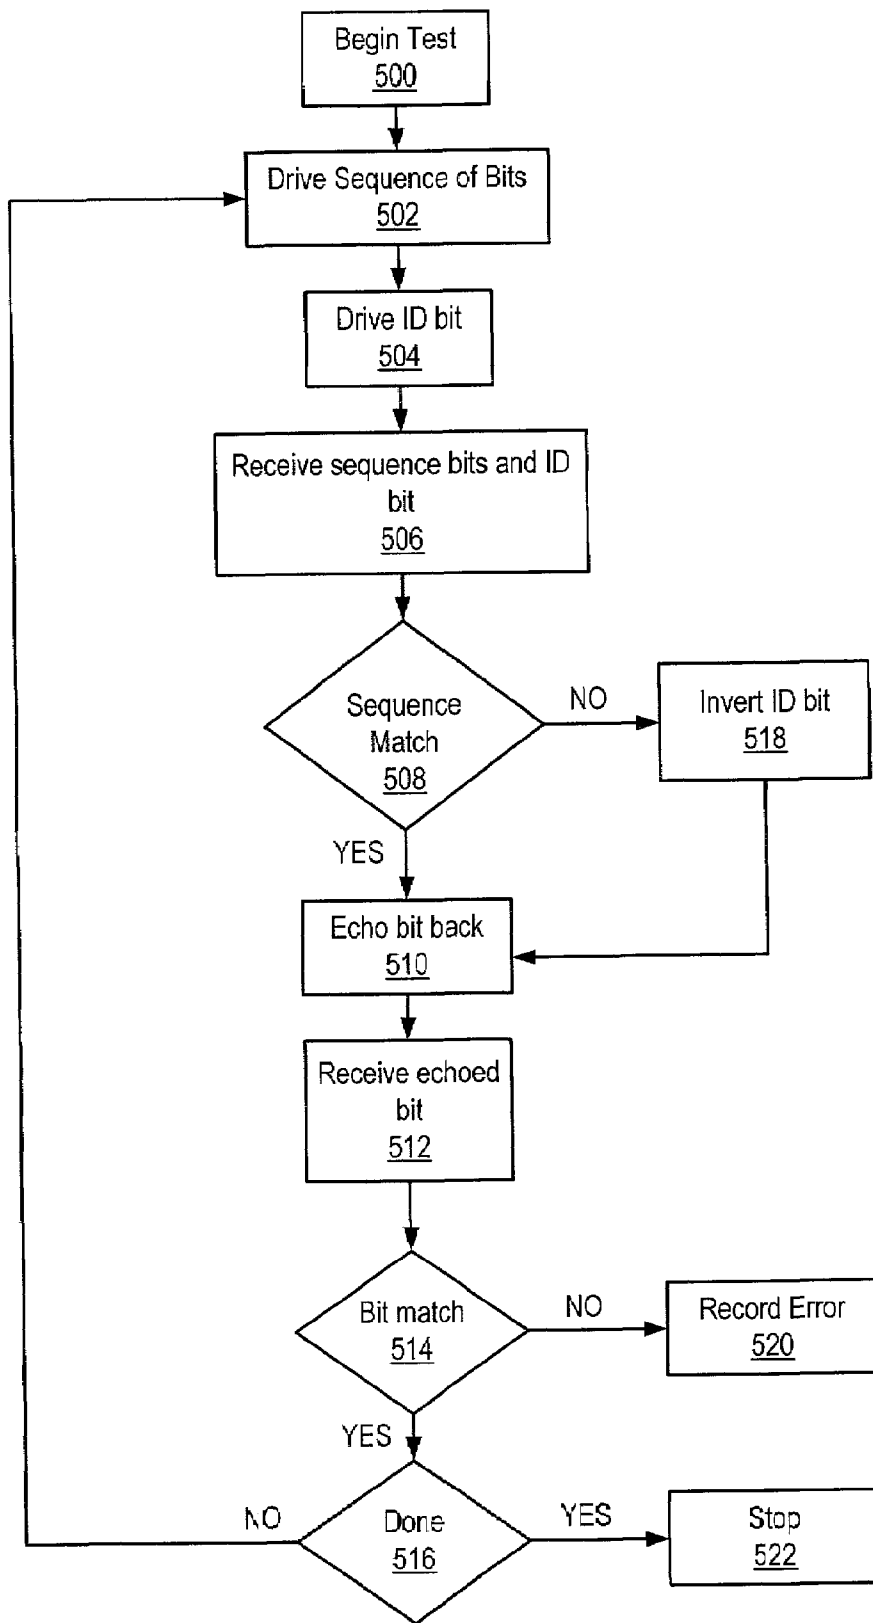 Begin Test
500
Drive Sequence of Bits
502
Drive ID bit
504
Receive sequence bits and ID
bit
506
Sequence
Match
508
NO
Invert ID bit
518
YES
Echo bit back
510
Receive echoed
bit
512
Bit match
514
NO
Record Error
520
YES
NO
Done
516
YES
Stop
522